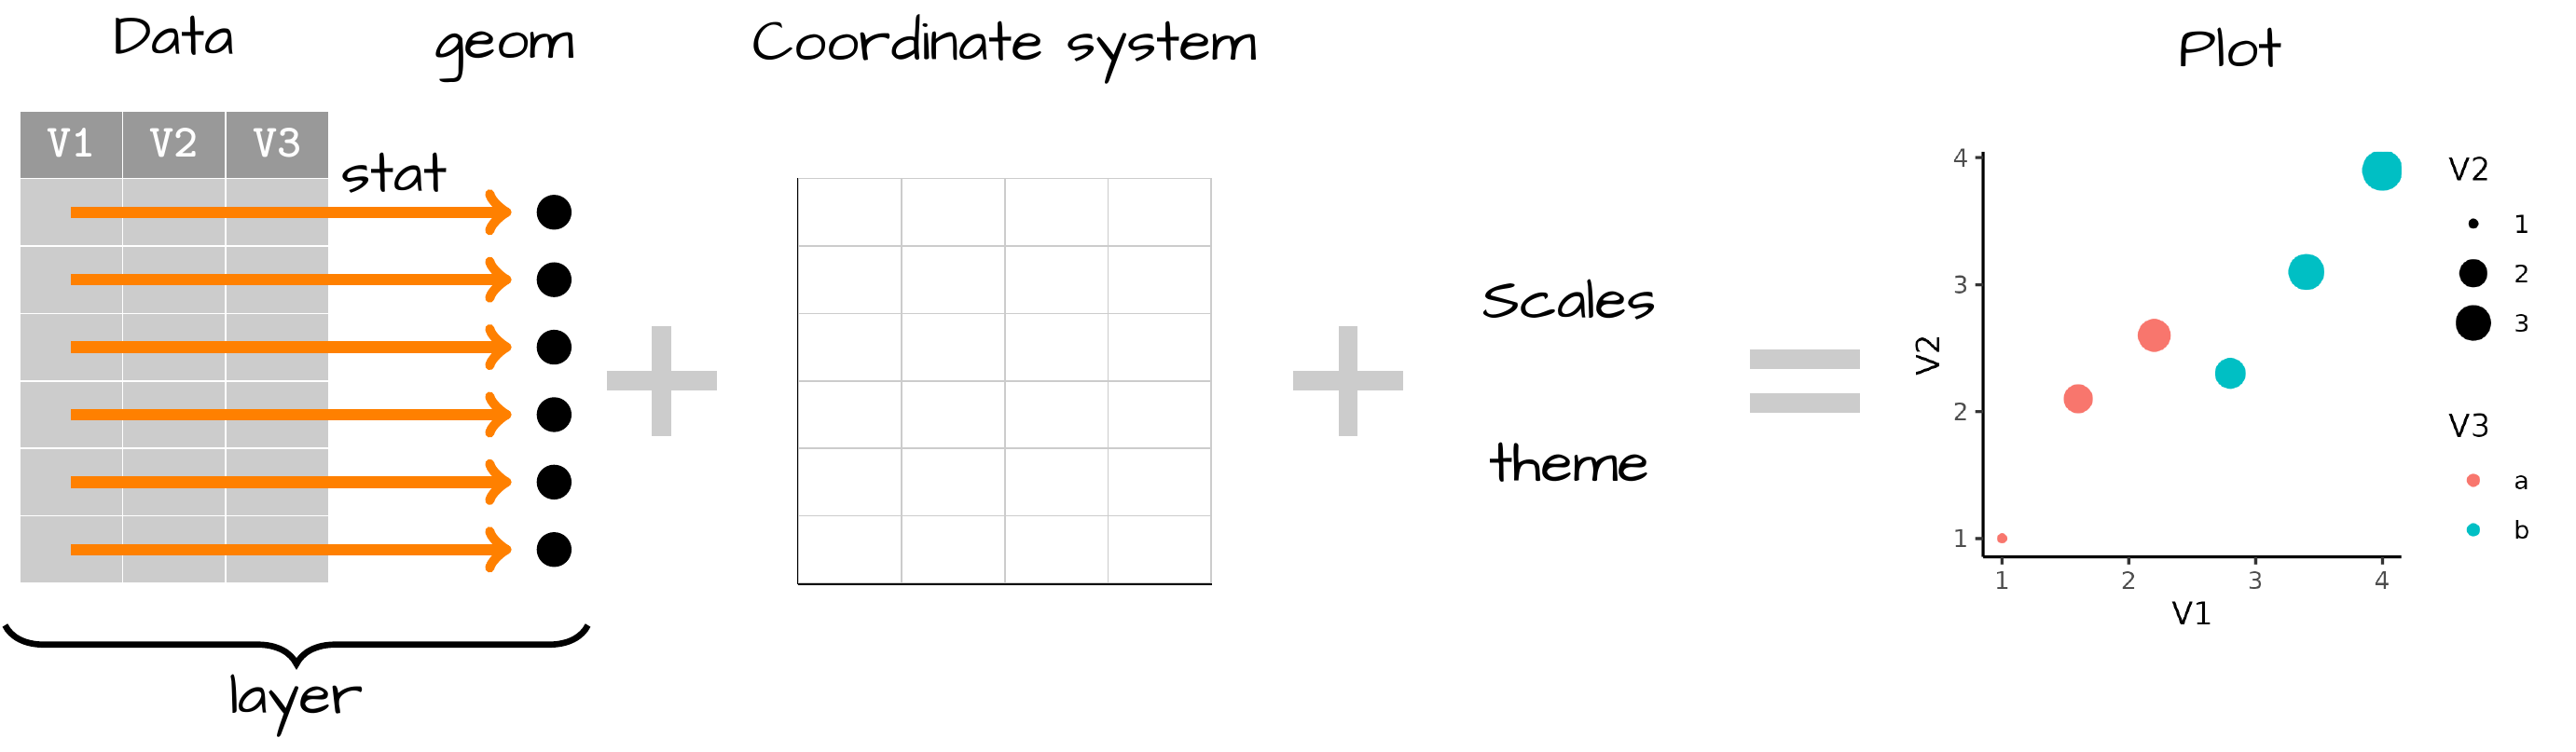 Data
geom
Coordinate system
Plot
V1 V2 V3
stat
layer
Scales
theme
4
3
2
1
V2
1 2 3 4
V1
V2
1
2
3
V3
a
b